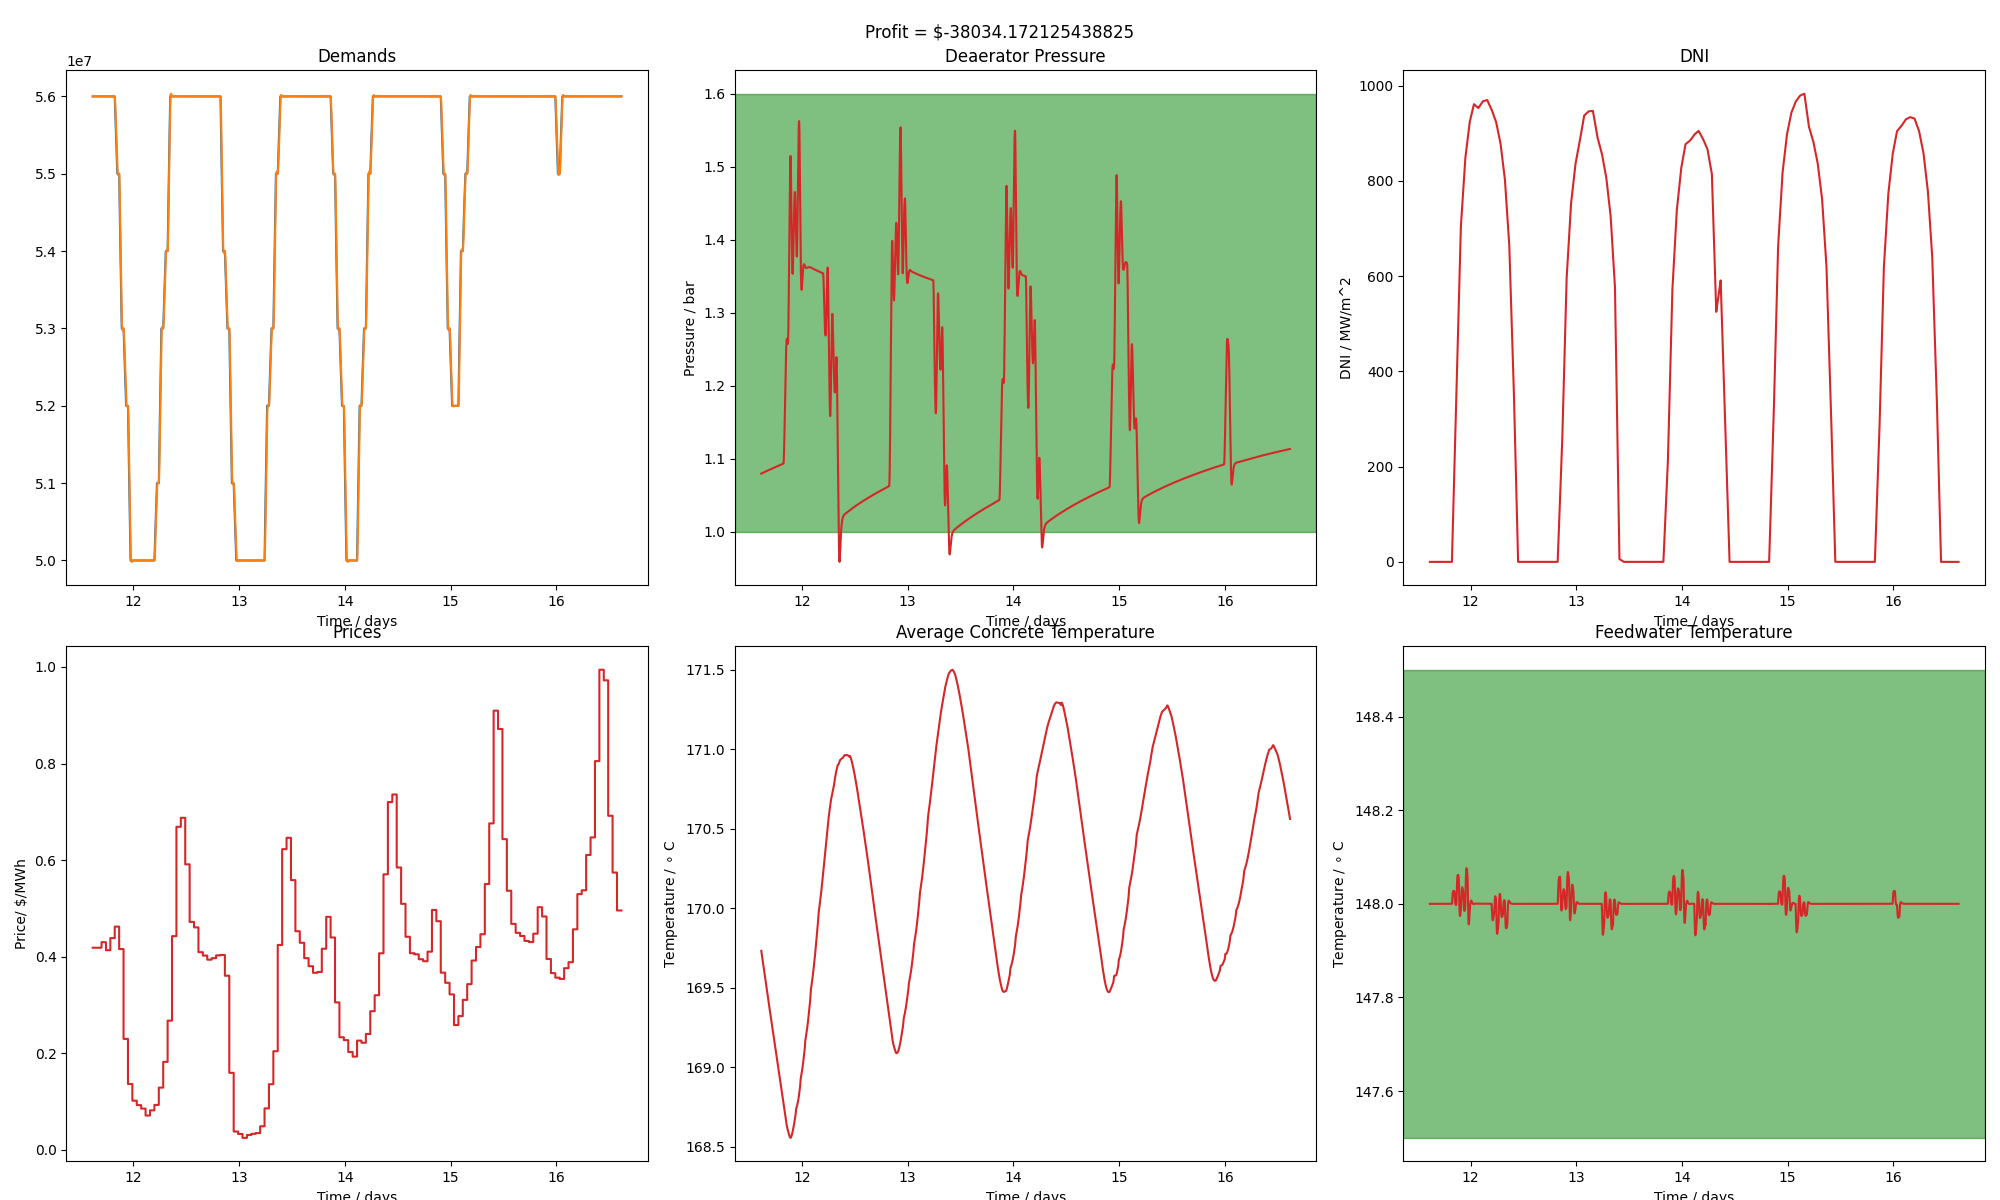 Profit = $-38034.172125438825
Demands
1e7
5.6
5.5
5.4
5.3
5.2
5.1
5.0
12 13 14 15 16
Time / days
Deaerator Pressure
Pressure / bar
1.6
1.5
1.4
1.3
1.2
1.1
1.0
12 13 14 15 16
Time / days
DNI
DNI / MW/m^2
1000
800
600
400
200
0
12 13 14 15 16
Time / days
Prices
Price/ $/MWh
1.0
0.8
0.6
0.4
0.2
0.0
12 13 14 15 16
Time / days
Average Concrete Temperature
Temperature / ∘ C
171.5
171.0
170.5
170.0
169.5
169.0
168.5
12 13 14 15 16
Time / days
Feedwater Temperature
Temperature / ∘ C
148.4
148.2
148.0
147.8
147.6
12 13 14 15 16
Time / days